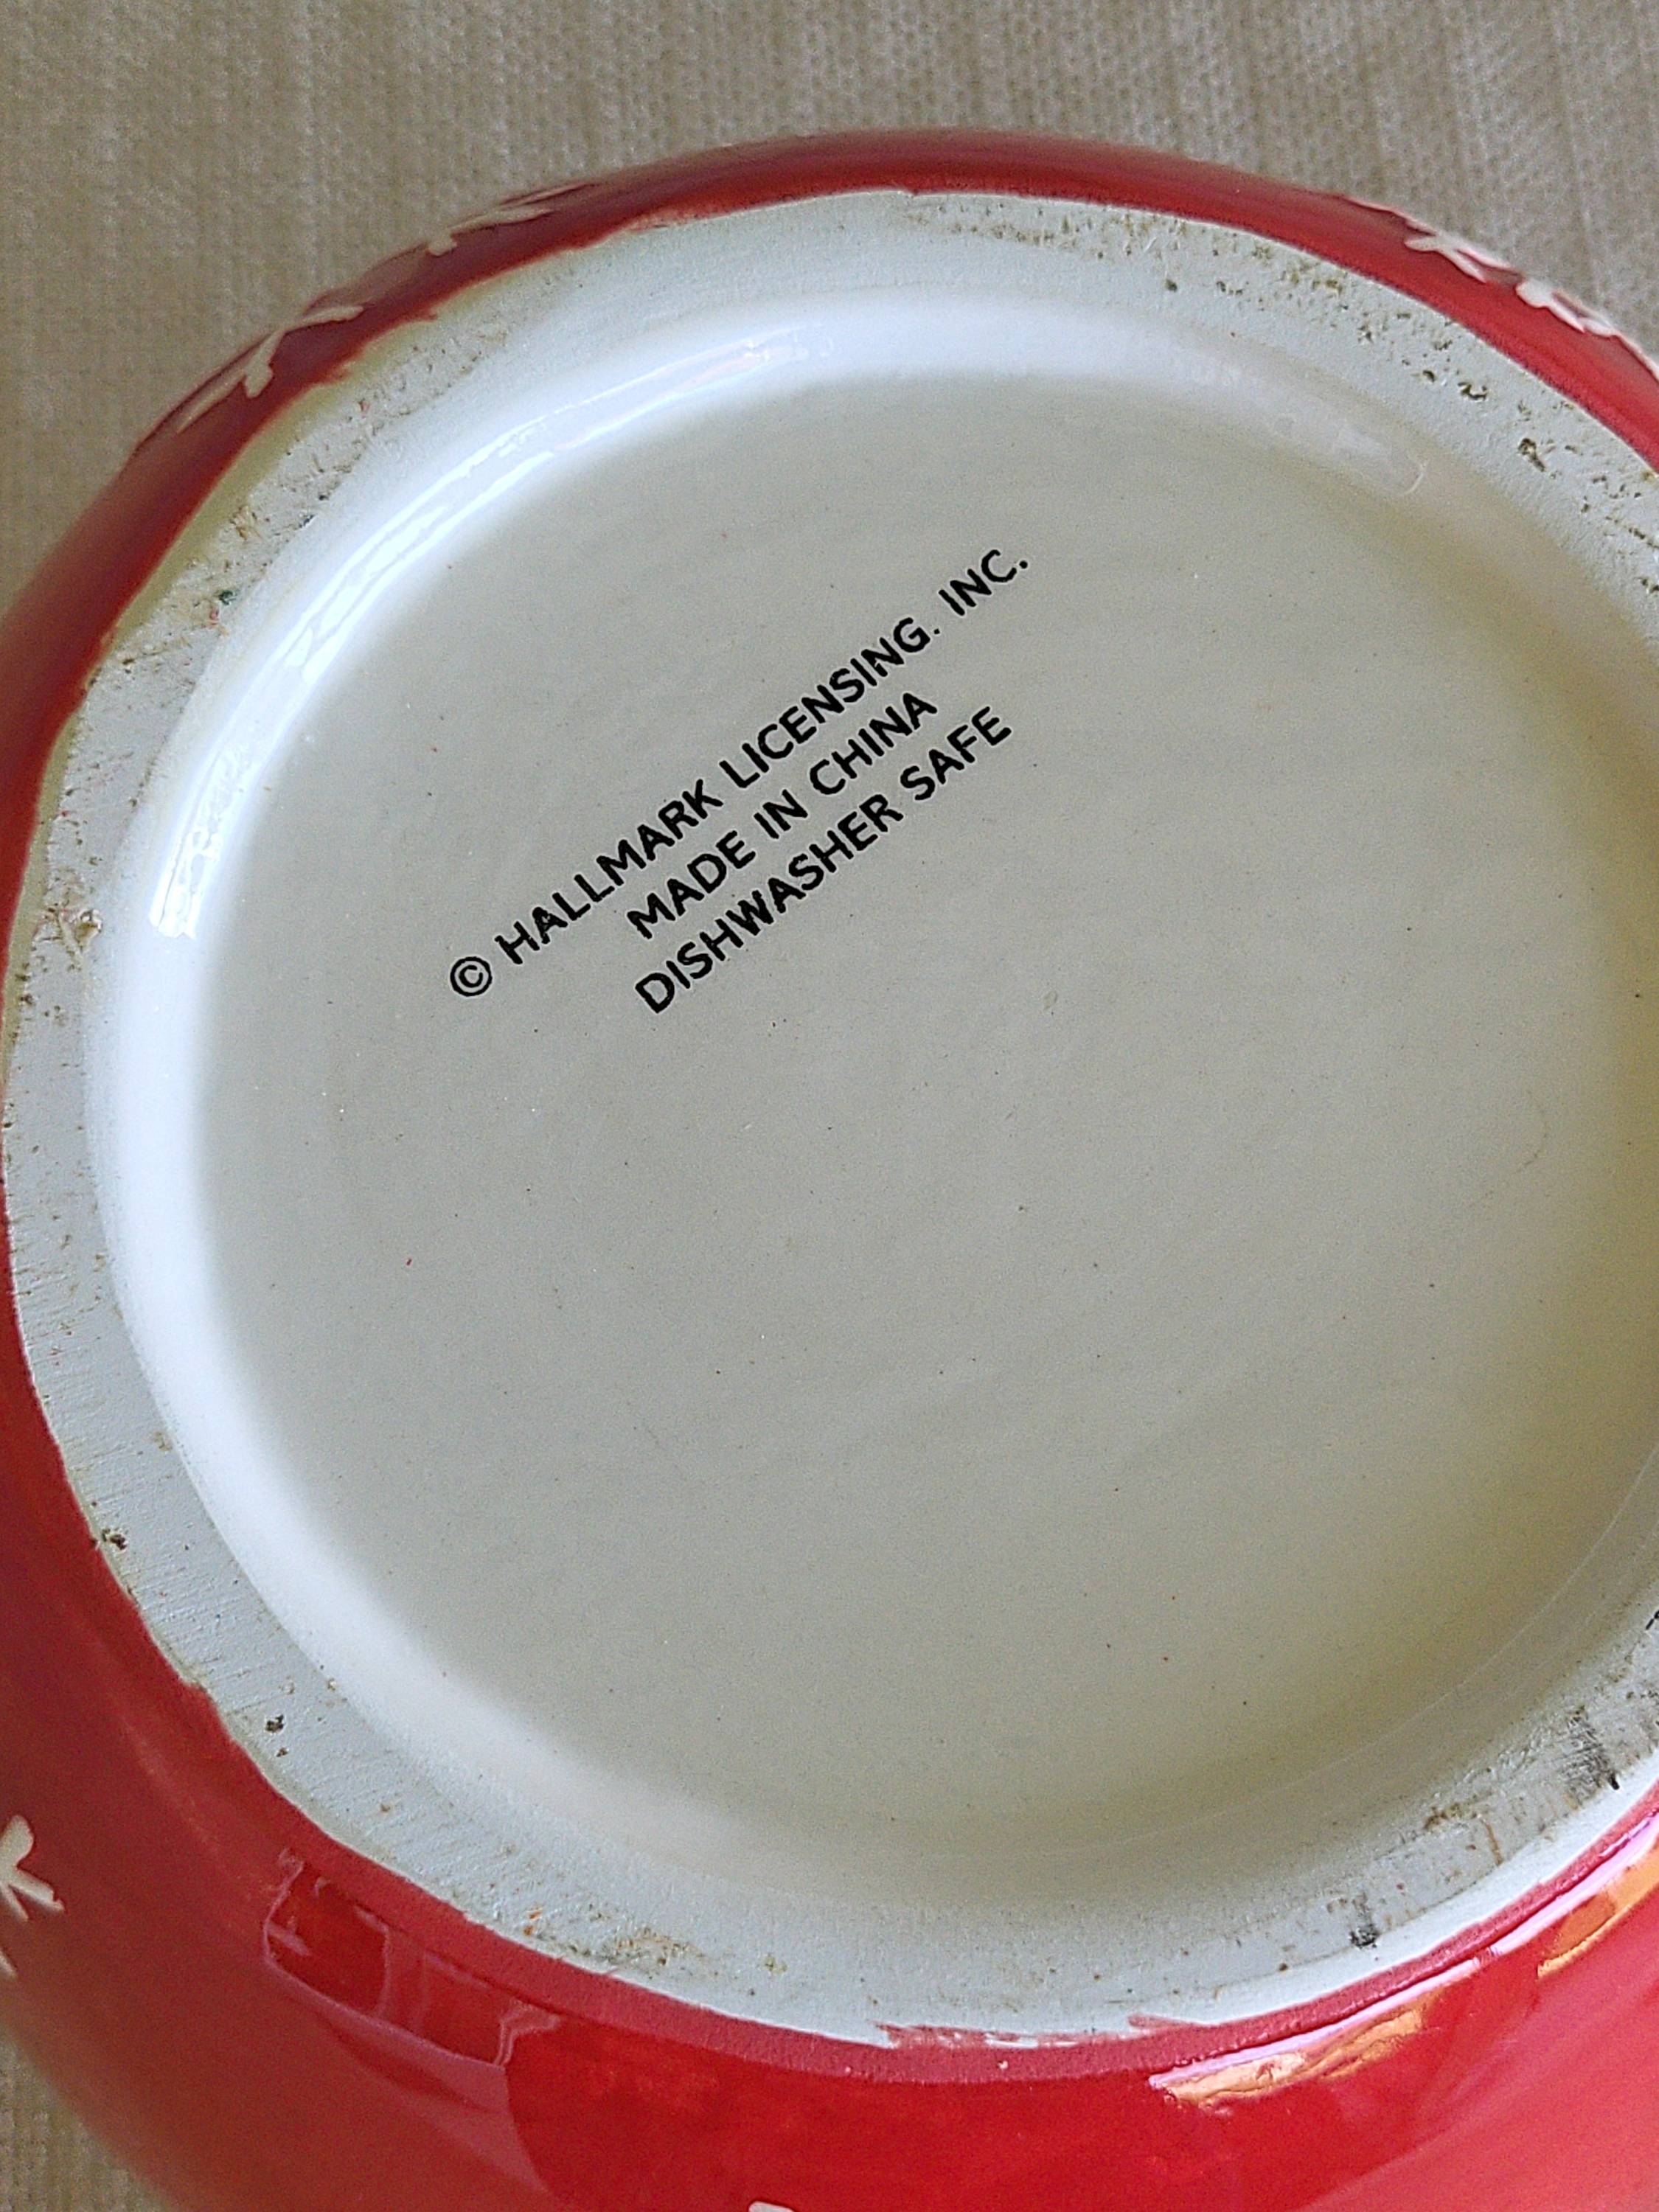 © HALLMARK LICENSING. INC.
MADE IN CHINA
DISHWASHER SAFE